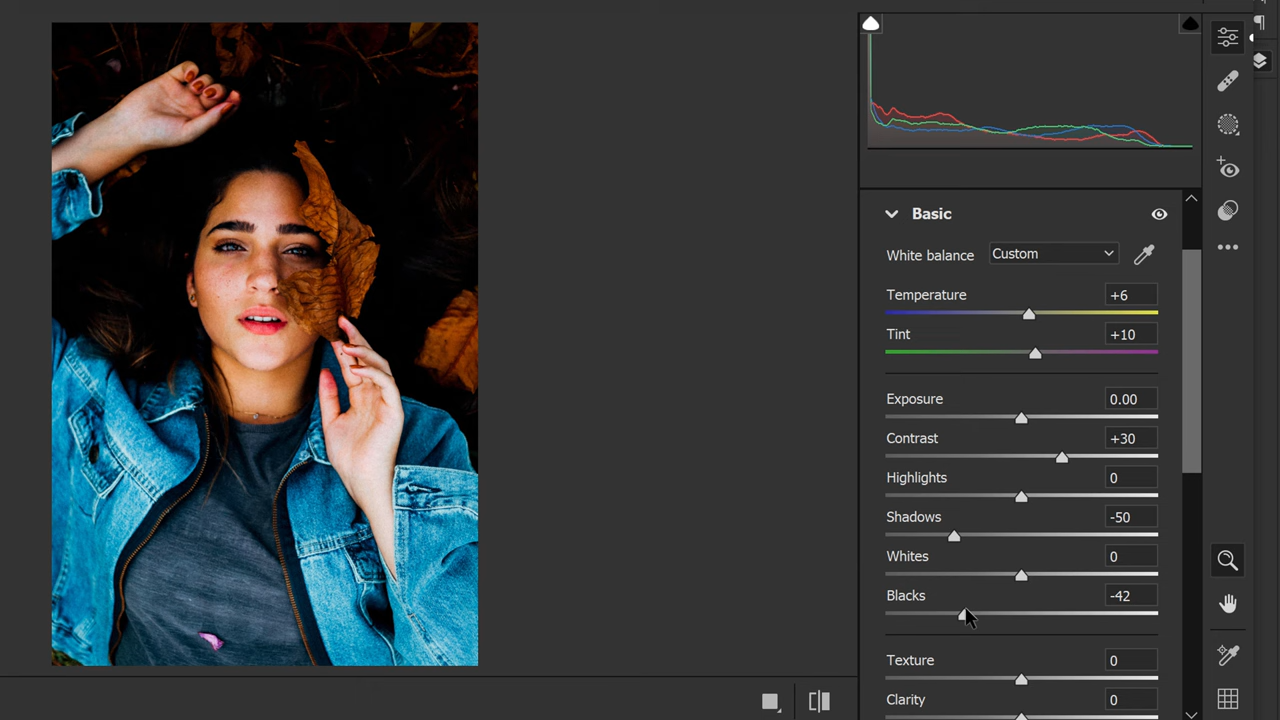 Basic
White balance Custom
Temperature +6
Tint +10
Exposure 0.00
Contrast +30
Highlights 0
Shadows -50
Whites 0
Blacks -42
Texture 0
Clarity 0